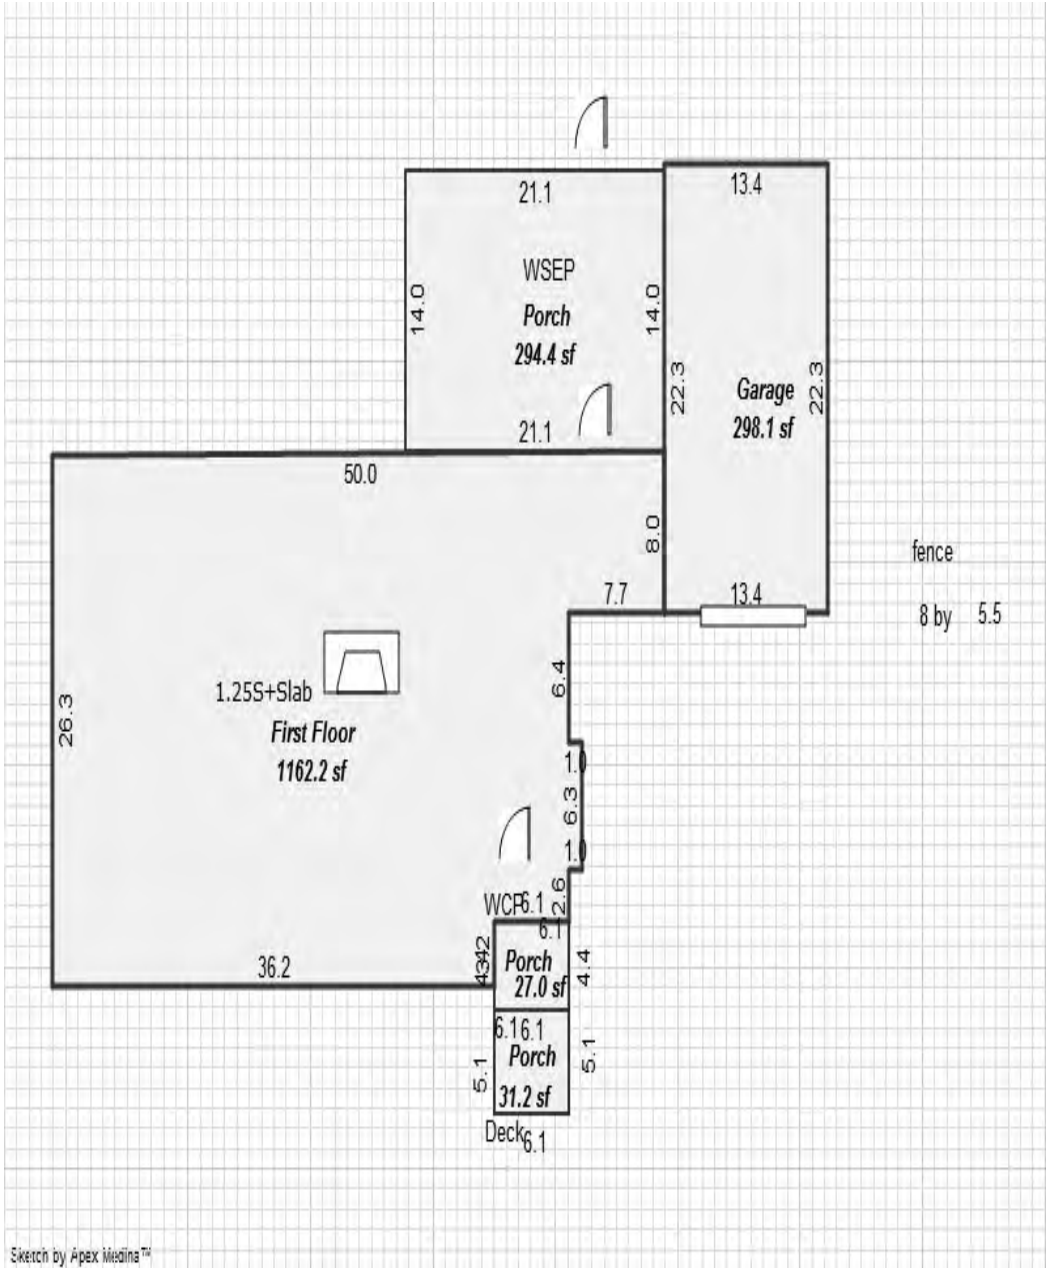 21.1
13.4
WSEP
14.0
14.0
Porch
294.4 sf
22.3
22.3
Garage
298.1 sf
21.1
50.0
8.0
fence
7.7
13.4
8 by 5.5
6.4
1.25S+Slab
26.3
First Floor
1162.2 sf
1.0
6.3
1.0
2.6
WCP
6.1
6.1
36.2
4.4
Porch
27.0 sf
6.1
6.1
5.1
5.1
Porch
31.2 sf
Deck
6.1
Sketch by Apex Medina™